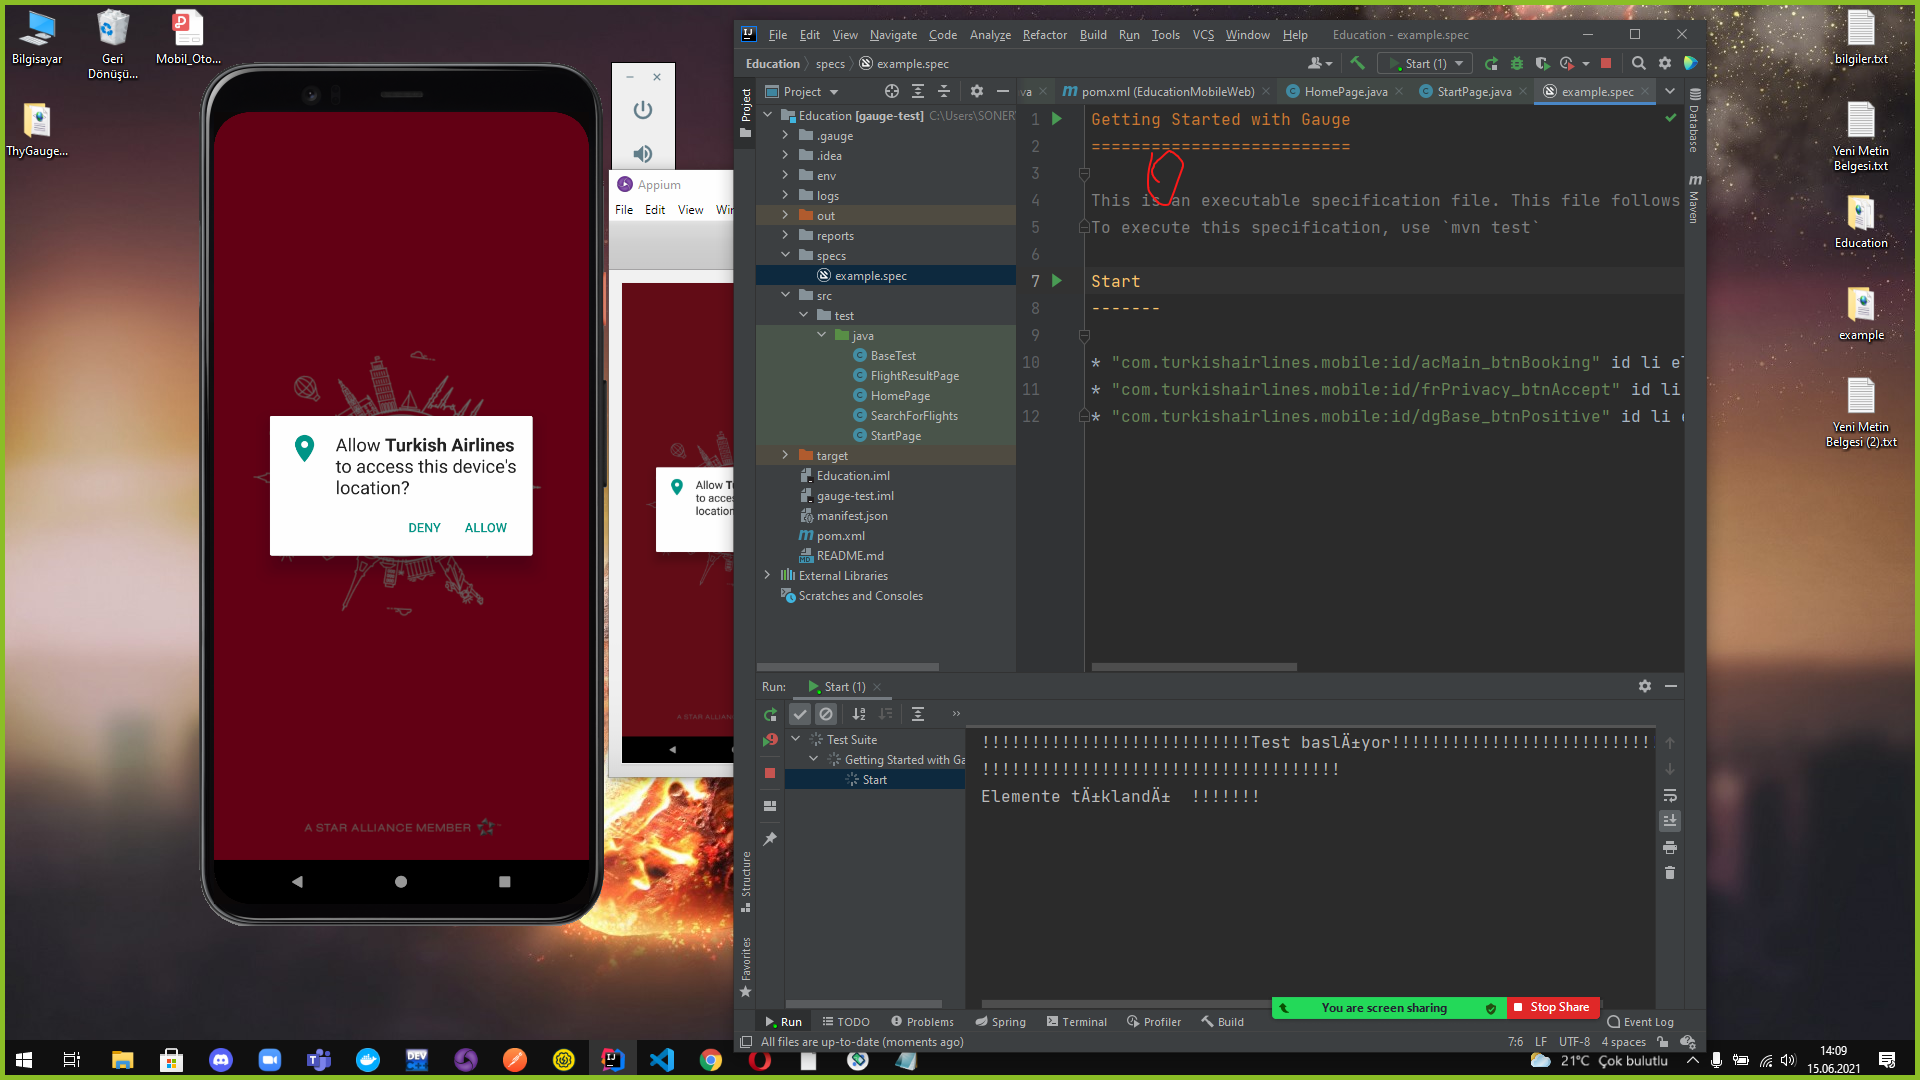 Bilgisayar
Geri
Dönüşü...
Mobil_Oto...
ThyGauge...
Allow Turkish Airlines
to access this device's
location?
DENY ALLOW
A STAR ALLIANCE MEMBER
Appium
File Edit View
Allow
to
location
A STAR
File Edit View Navigate Code Analyze Refactor Build Run Tools VCS Window Help Education - example.spec
Education specs example.spec
Start (1)
Project
Project
pom.xml (EducationMobileWeb) HomePage.java StartPage.java example.spec
Education [gauge-test]
.gauge
.idea
env
logs
out
reports
specs
example.spec
src
test
java
BaseTest
FlightResultPage
HomePage
SearchForFlights
StartPage
target
Education.iml
gauge-test.iml
manifest.json
pom.xml
README.md
External Libraries
Scratches and Consoles
1 Getting Started with Gauge
2 ==========================
3
4 This is an executable specification file. This file follows
5 To execute this specification, use `mvn test`
6
7 Start
8 -------
9
10 * "com.turkishairlines.mobile:id/acMain_btnBooking" id li
11 * "com.turkishairlines.mobile:id/frPrivacy_btnAccept" id li
12 * "com.turkishairlines.mobile:id/dgBase_btnPositive" id li
Database
Maven
Run: Start (1)
Test Suite
Getting Started with
Start
!!!!!!!!!!!!!!!!!!!!!!!!!!!Test baslÄ±yor!!!!!!!!!!!!!!!!!!!!!!!!!!
!!!!!!!!!!!!!!!!!!!!!!!!!!!!!!!!!!!!
Elemente tÄ±klandÄ± !!!!!!!
Structure
Favorites
You are screen sharing Stop Share
Run TODO Problems Spring Terminal Profiler Build Event Log
All files are up-to-date (moments ago) 7:6 LF UTF-8 4 spaces
bilgiler.txt
Yeni Metin
Belgesi.txt
Education
example
Yeni Metin
Belgesi (2).txt
21°C Çok bulutlu
14:09
15.06.2021